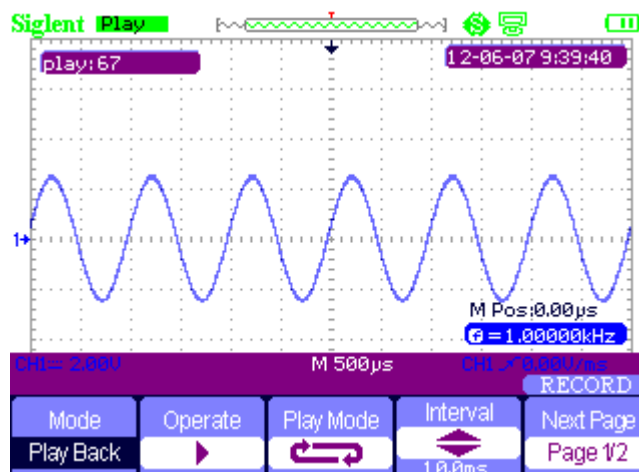 Siglent Play
play:67
12-06-07 9:39:40
1
M Pos:0.00µs
f = 1.00000kHz
CH1 2.00V M 500µs CH1 0.00V/ms
RECORD
Mode Operate Play Mode Interval Next Page
Play Back Page 1/2
10.0ms